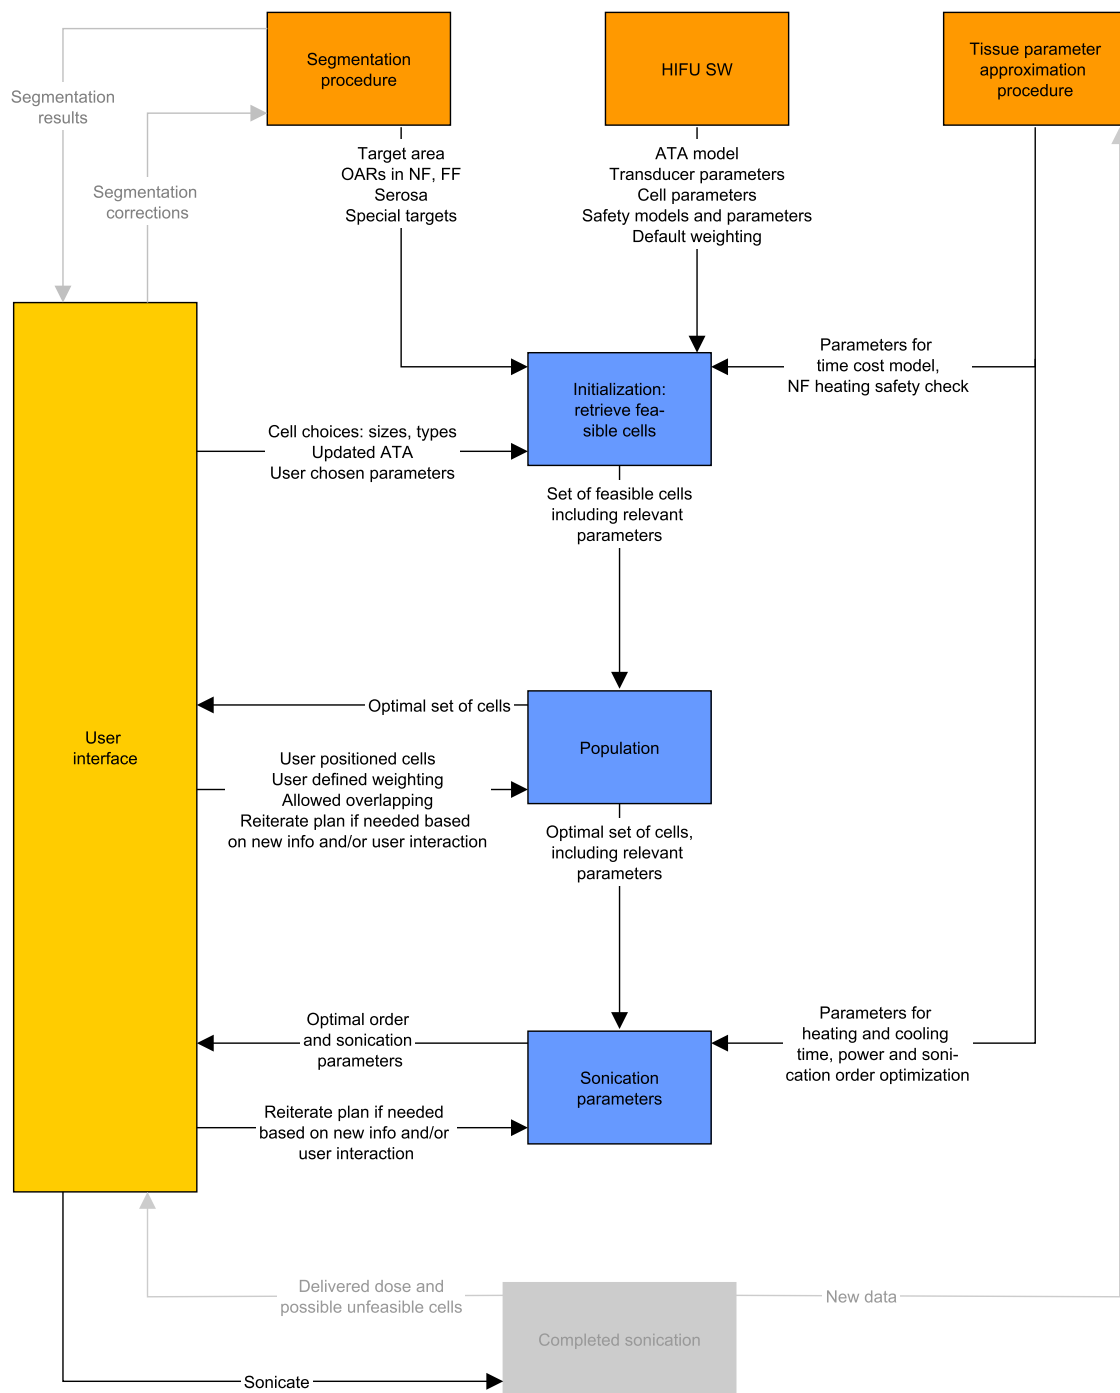 Segmentation
procedure
HIFU SW
Tissue parameter
approximation
procedure
Segmentation
results
Segmentation
corrections
Target area
OARs in NF, FF
Serosa
Special targets
ATA model
Transducer parameters
Cell parameters
Safety models and parameters
Default weighting
Parameters for
time cost model,
NF heating safety check
Initialization:
retrieve fea-
sible cells
Cell choices: sizes, types
Updated ATA
User chosen parameters
Set of feasible cells
including relevant
parameters
Optimal set of cells
User
interface
Population
User positioned cells
User defined weighting
Allowed overlapping
Reiterate plan if needed based
on new info and/or user interaction
Optimal set of cells,
including relevant
parameters
Optimal order
and sonication
parameters
Parameters for
heating and cooling
time, power and soni-
cation order optimization
Sonication
parameters
Reiterate plan if needed
based on new info and/or
user interaction
Delivered dose and
possible unfeasible cells
New data
Completed sonication
Sonicate